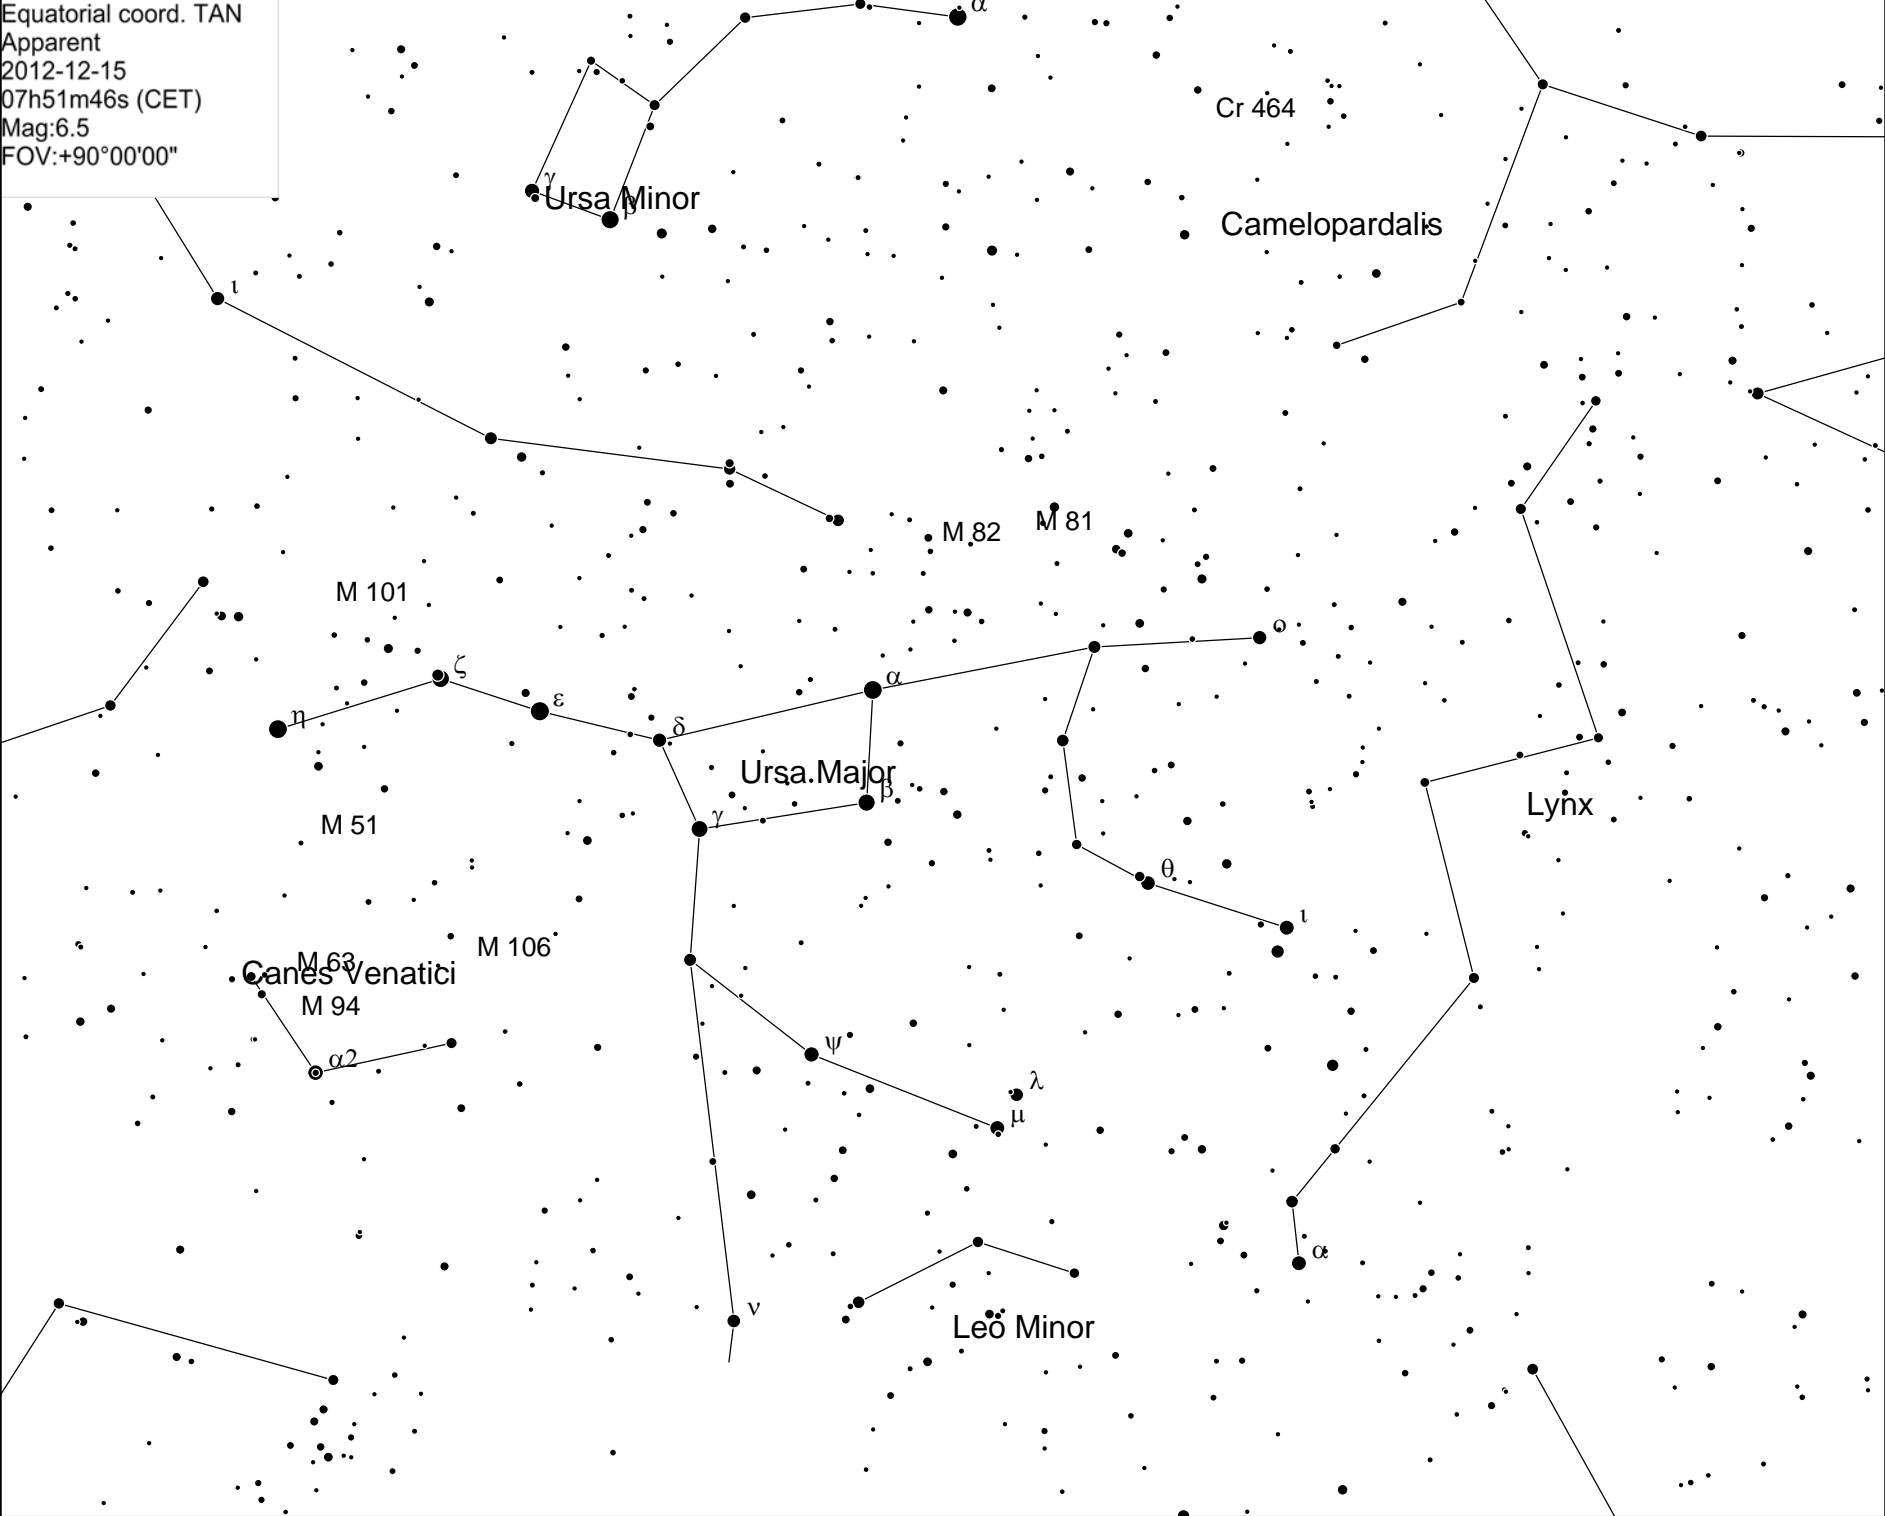 Equatorial coord. TAN
Apparent
2012-12-15
07h51m46s (CET)
Mag:6.5
FOV:+90°00'00"
α
Cr 464
γ
Ursa Minor
β
Camelopardalis
ι
M 82
M 81
M 101
ο
ζ
α
ε
η
δ
Ursa Major
β
γ
Lynx
M 51
θ
ι
M 106
M 63
Canes Venatici
M 94
ψ
α2
λ
μ
α
ν
Leo Minor